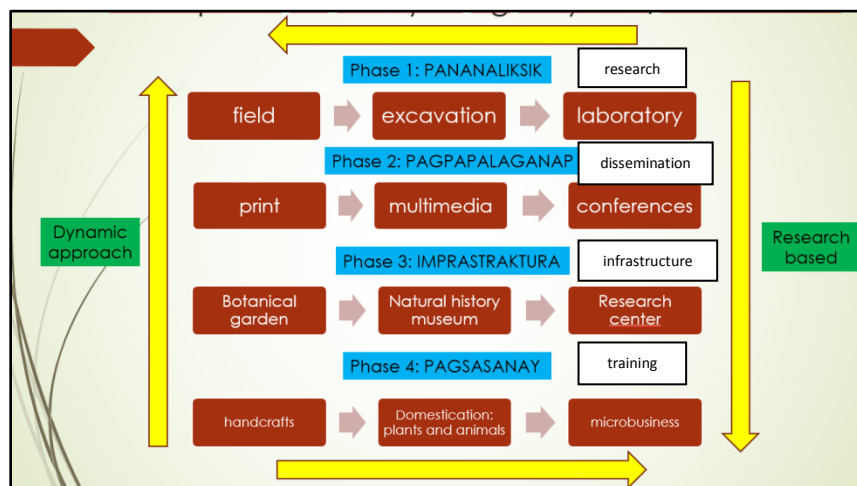 Phase 1: PANANALIKSIK
research
field
excavation
laboratory
Phase 2: PAGPAPALAGANAP
dissemination
print
multimedia
conferences
Dynamic
approach
Research
based
Phase 3: IMPRASTRAKTURA
infrastructure
Botanical
garden
Natural history
museum
Research
center
Phase 4: PAGSASANAY
training
handcrafts
Domestication:
plants and animals
microbusiness